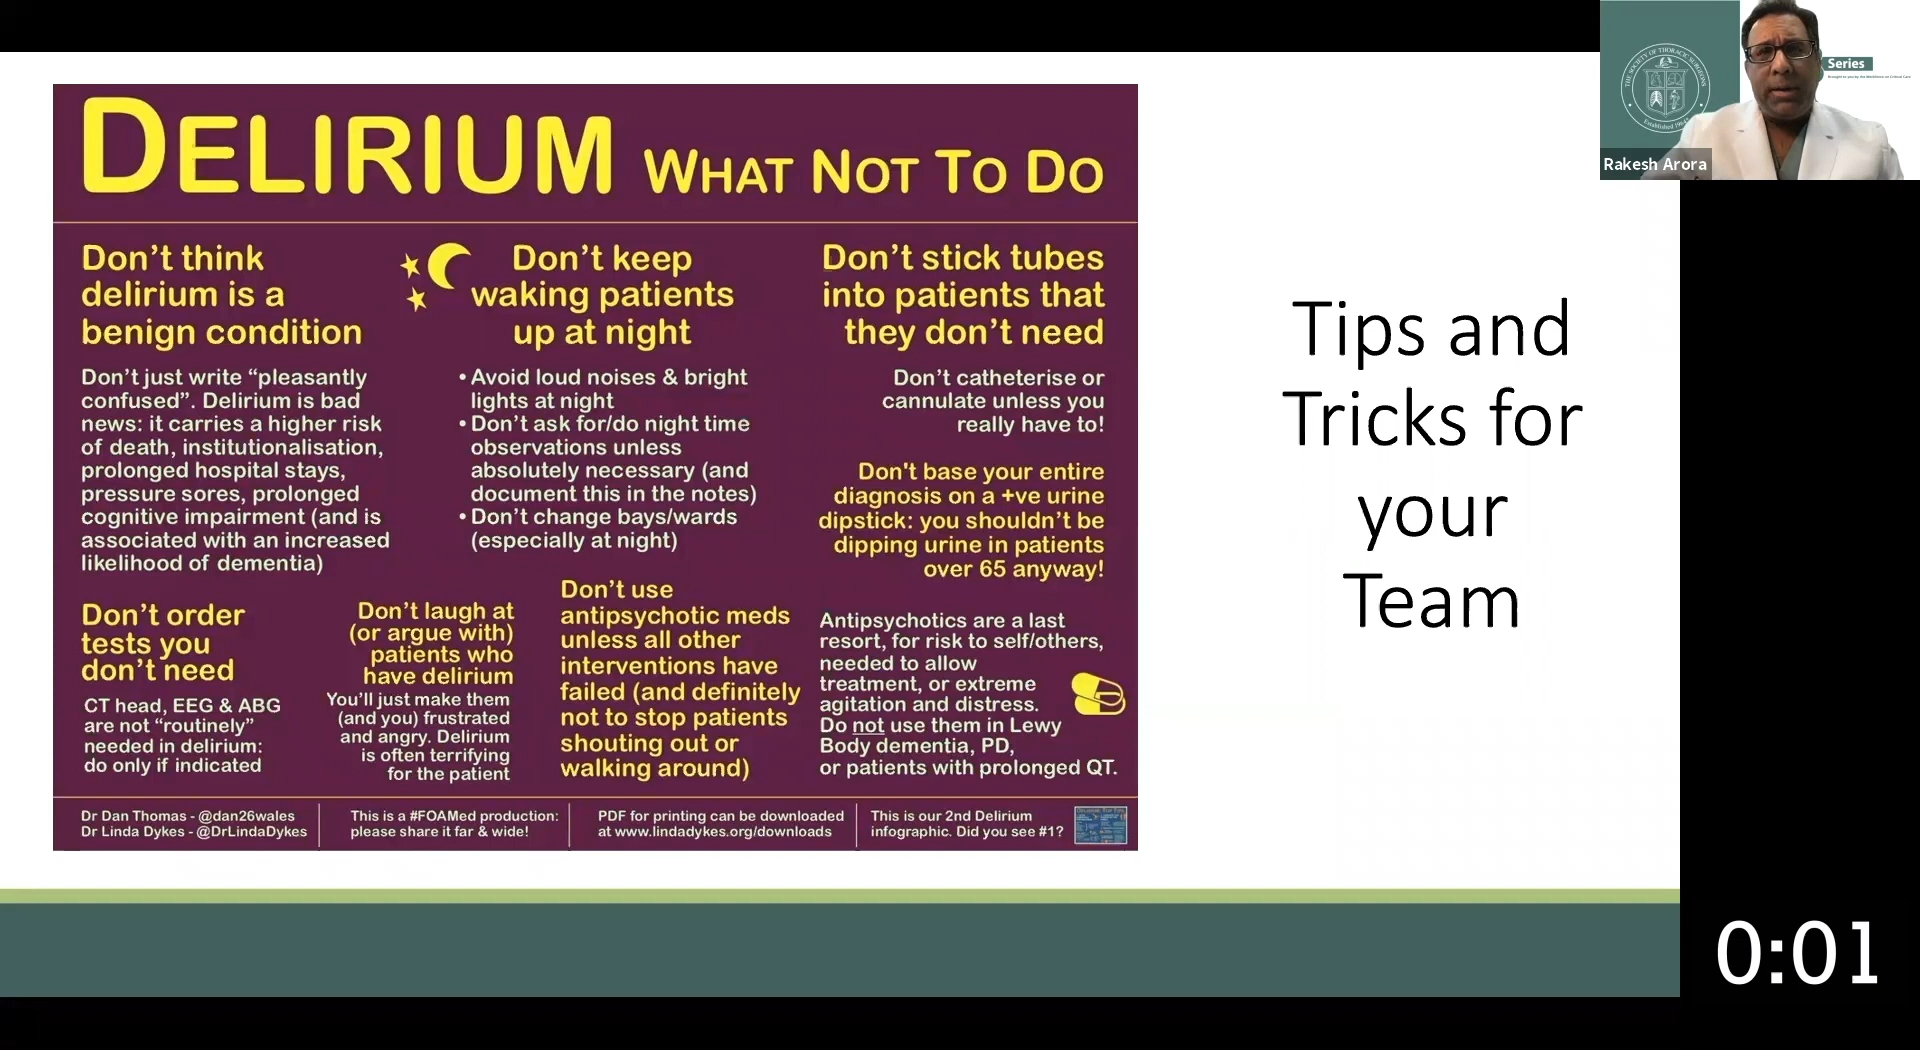 DELIRIUM WHAT NOT TO DO
Don't think
delirium is a
benign condition
Don't just write “pleasantly
confused”. Delirium is bad
news: it carries a higher risk
of death, institutionalisation,
prolonged hospital stays,
pressure sores, prolonged
cognitive impairment (and is
associated with an increased
likelihood of dementia)
Don't keep
waking patients
up at night
• Avoid loud noises & bright
lights at night
• Don't ask for/do night time
observations unless
absolutely necessary (and
document this in the notes)
• Don't change bays/wards
(especially at night)
Don't stick tubes
into patients that
they don't need
Don't catheterise or
cannulate unless you
really have to!
Don't base your entire
diagnosis on a +ve urine
dipstick: you shouldn't be
dipping urine in patients
over 65 anyway!
Don't order
tests you
don't need
CT head, EEG & ABG
are not “routinely”
needed in delirium:
do only if indicated
Don't laugh at
(or argue with)
patients who
have delirium
You'll just make them
(and you) frustrated
and angry. Delirium
is often terrifying
for the patient
Don't use
antipsychotic meds
unless all other
interventions have
failed (and definitely
not to stop patients
shouting out or
walking around)
Antipsychotics are a last
resort, for risk to self/others,
needed to allow
treatment, or extreme
agitation and distress.
Do not use them in Lewy
Body dementia, PD,
or patients with prolonged QT.
Dr Dan Thomas - @dan26wales
Dr Linda Dykes - @DrLindaDykes
This is a #FOAMed production:
please share it far & wide!
PDF for printing can be downloaded
at www.lindadykes.org/downloads
This is our 2nd Delirium
infographic. Did you see #1?
Tips and
Tricks for
your
Team
THE SOCIETY OF THORACIC SURGEONS
Series
Rakesh Arora
0:01